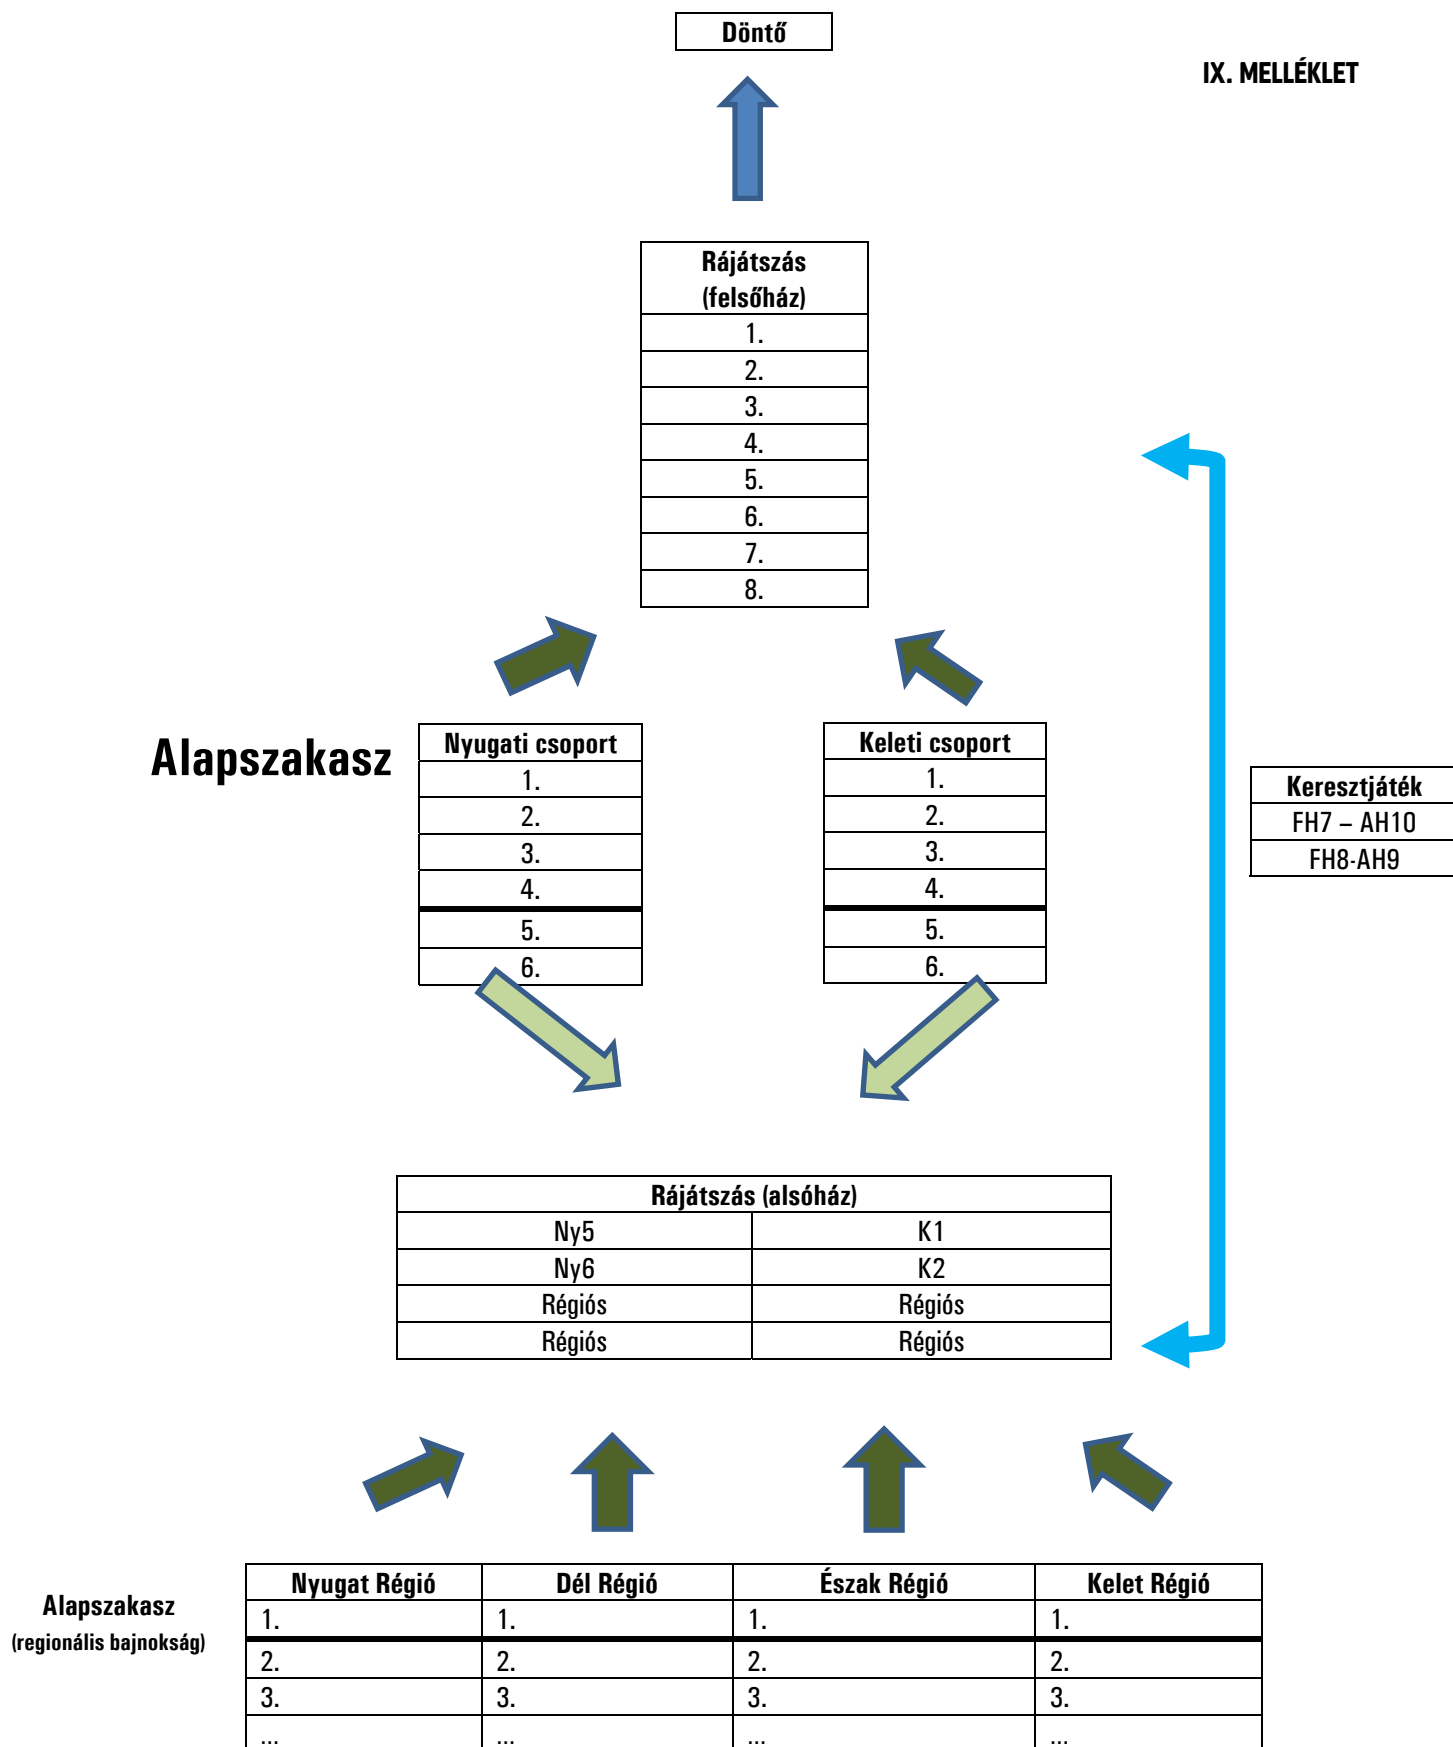 Döntő
IX. MELLÉKLET
Rájátszás
(felsőház)
1.
2.
3.
4.
5.
6.
7.
8.
Alapszakasz
Nyugati csoport
1.
2.
3.
4.
5.
6.
Keleti csoport
1.
2.
3.
4.
5.
6.
Keresztjáték
FH7 – AH10
FH8-AH9
Rájátszás (alsóház)
Ny5 K1
Ny6 K2
Régiós Régiós
Régiós Régiós
Alapszakasz
(regionális bajnokság)
Nyugat Régió Dél Régió Észak Régió Kelet Régió
1. 1. 1. 1.
2. 2. 2. 2.
3. 3. 3. 3.
... ... ... ...